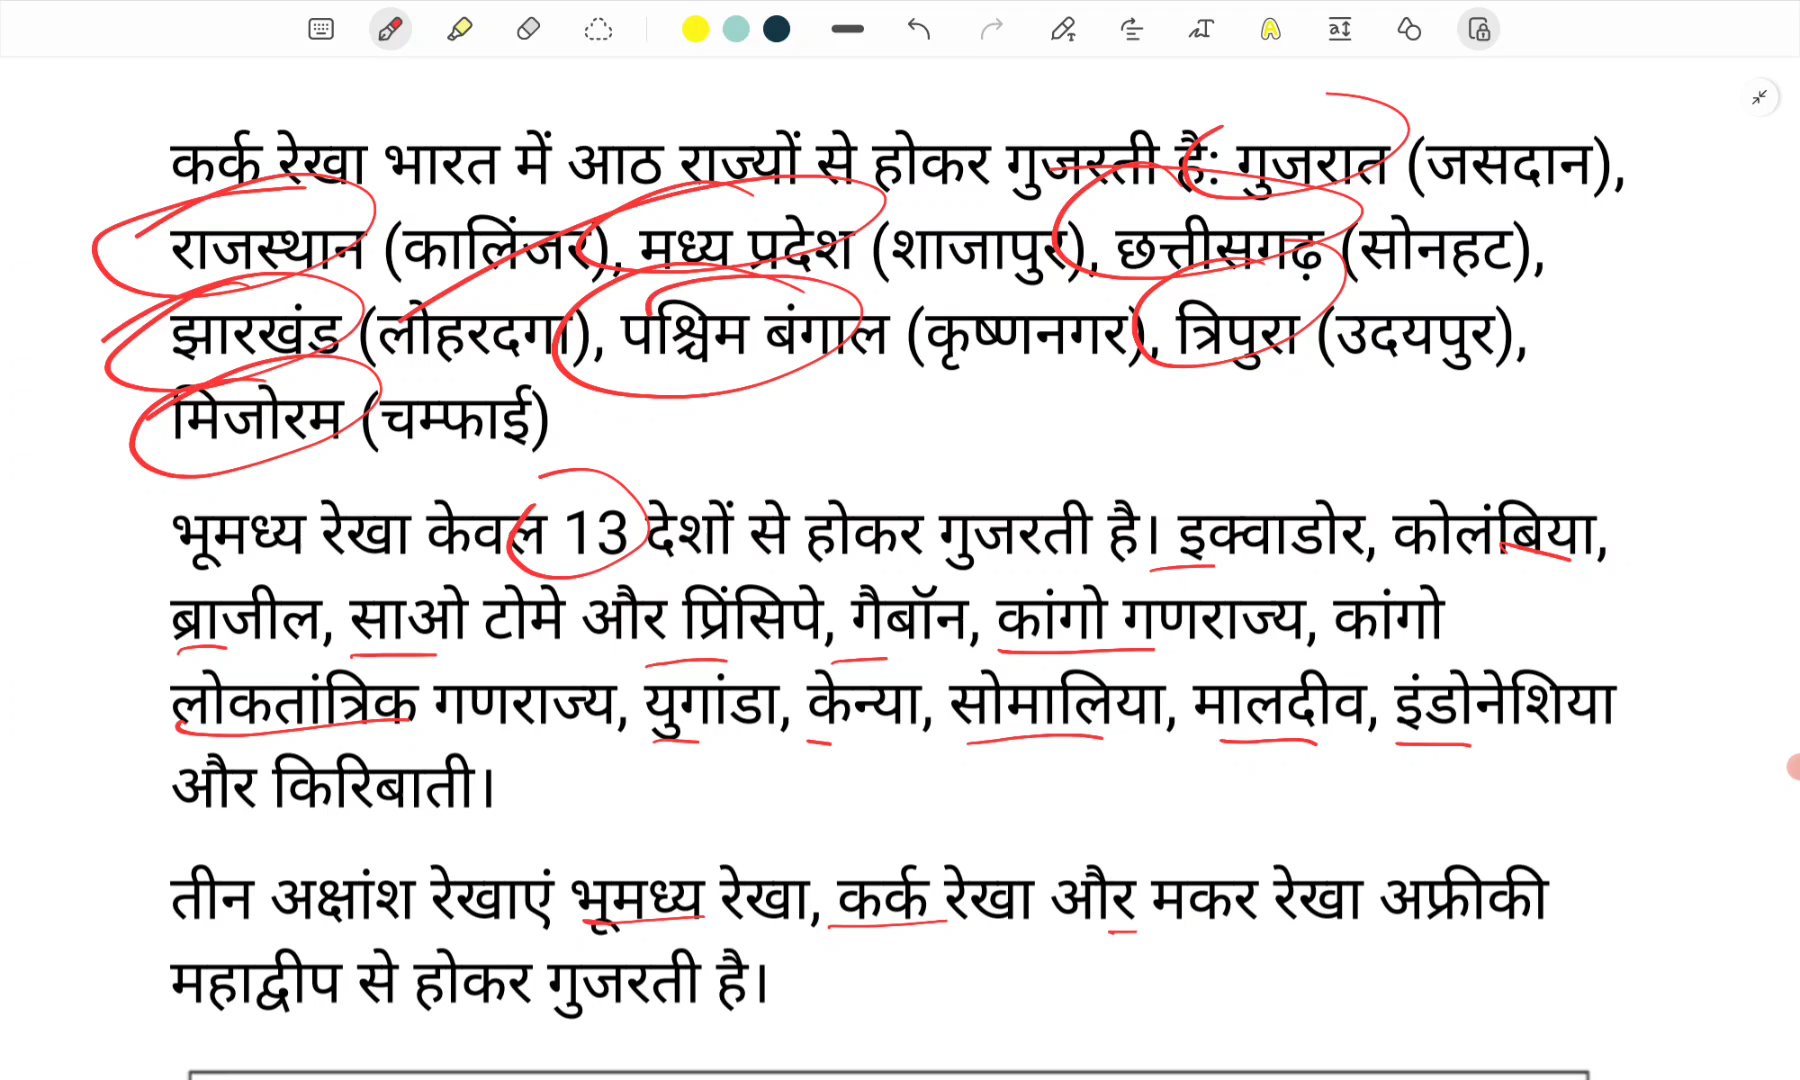 कर्क रेखा भारत में आठ राज्यों से होकर गुजरती है: गुजरात (जसदान),
राजस्थान (कालिंजर), मध्य प्रदेश (शाजापुर), छत्तीसगढ़ (सोनहट),
झारखंड (लोहरदगा), पश्चिम बंगाल (कृष्णनगर), त्रिपुरा (उदयपुर),
मिजोरम (चम्फाई)
भूमध्य रेखा केवल 13 देशों से होकर गुजरती है। इक्वाडोर, कोलंबिया,
ब्राजील, साओ टोमे और प्रिंसिपे, गैबॉन, कांगो गणराज्य, कांगो
लोकतांत्रिक गणराज्य, युगांडा, केन्या, सोमालिया, मालदीव, इंडोनेशिया
और किरिबाती।
तीन अक्षांश रेखाएं भूमध्य रेखा, कर्क रेखा और मकर रेखा अफ्रीकी
महाद्वीप से होकर गुजरती है।